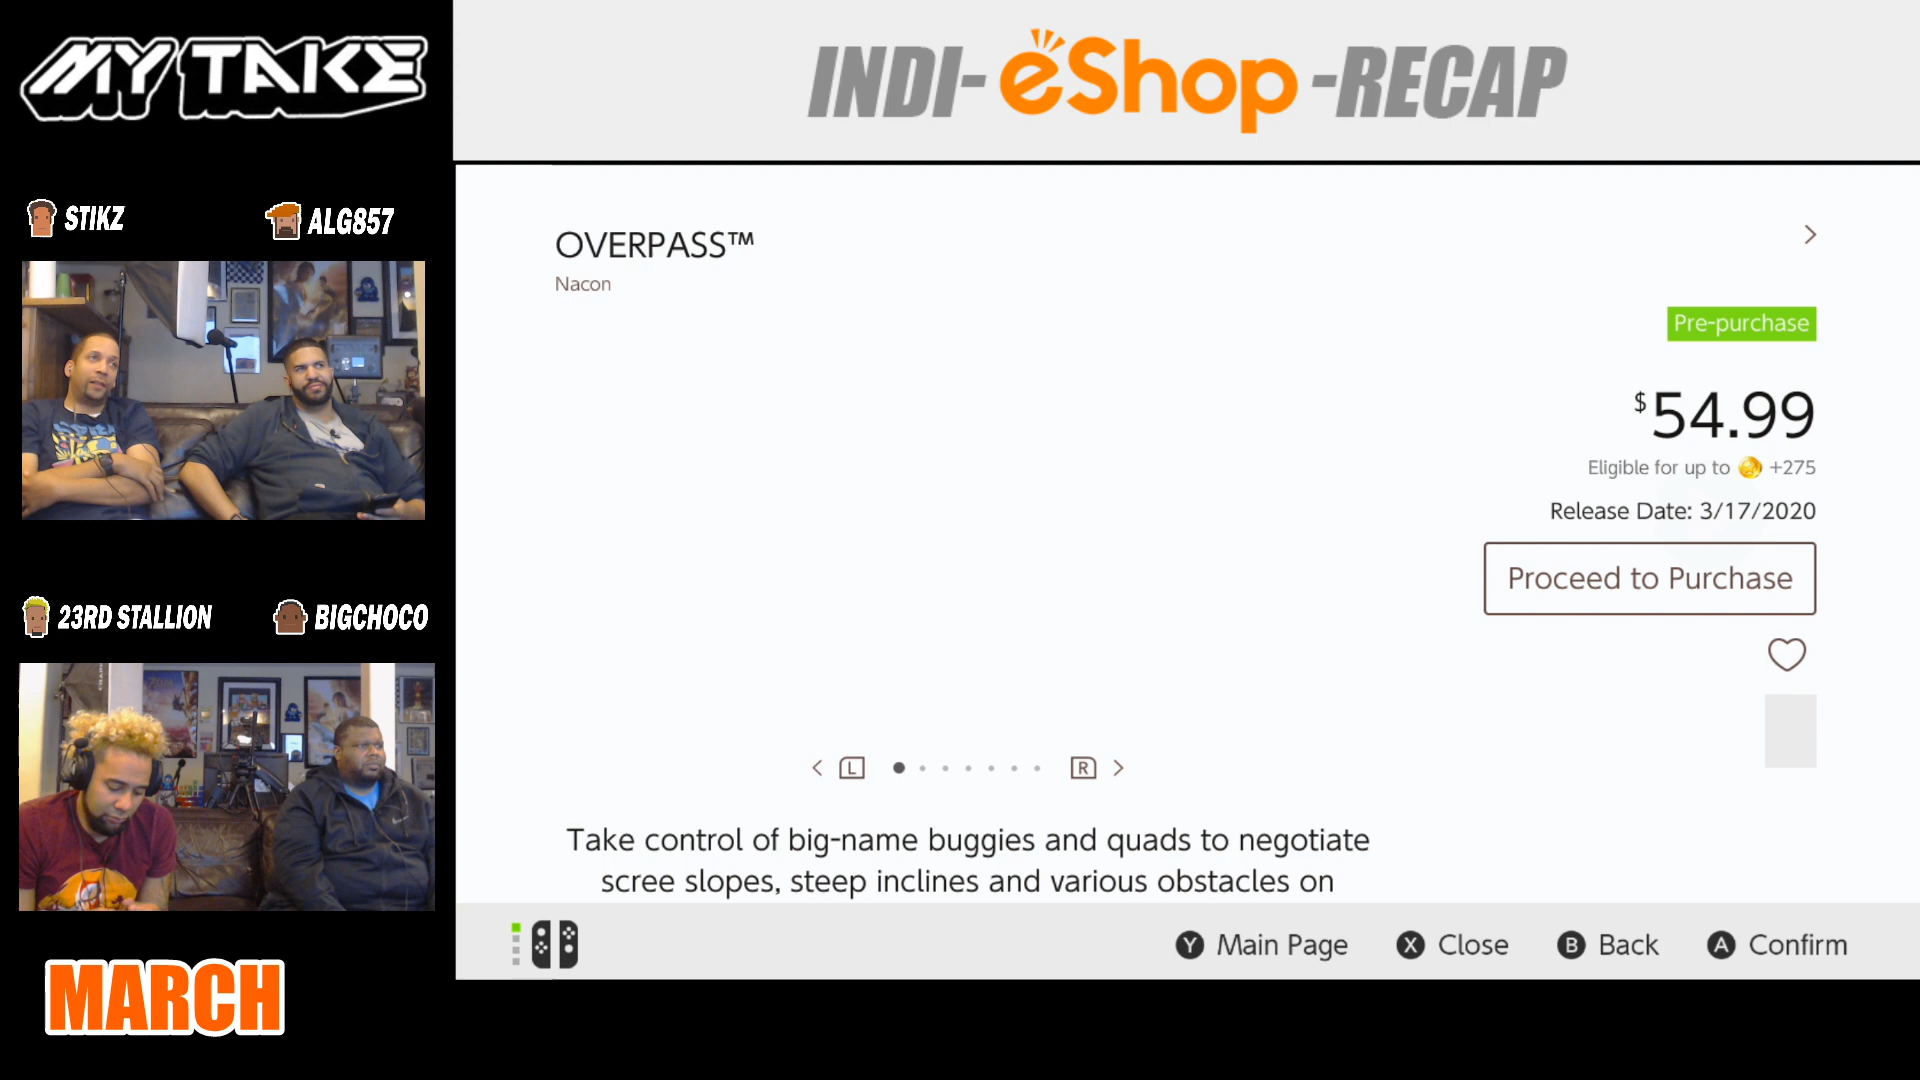 MY TAKE
INDI-eShop-RECAP
STIKZ
ALG857
OVERPASS™
Nacon
Pre-purchase
$54.99
Eligible for up to +275
Release Date: 3/17/2020
Proceed to Purchase
23RD STALLION
BIGCHOCO
L
R
Take control of big-name buggies and quads to negotiate
scree slopes, steep inclines and various obstacles on
Y Main Page X Close B Back A Confirm
MARCH